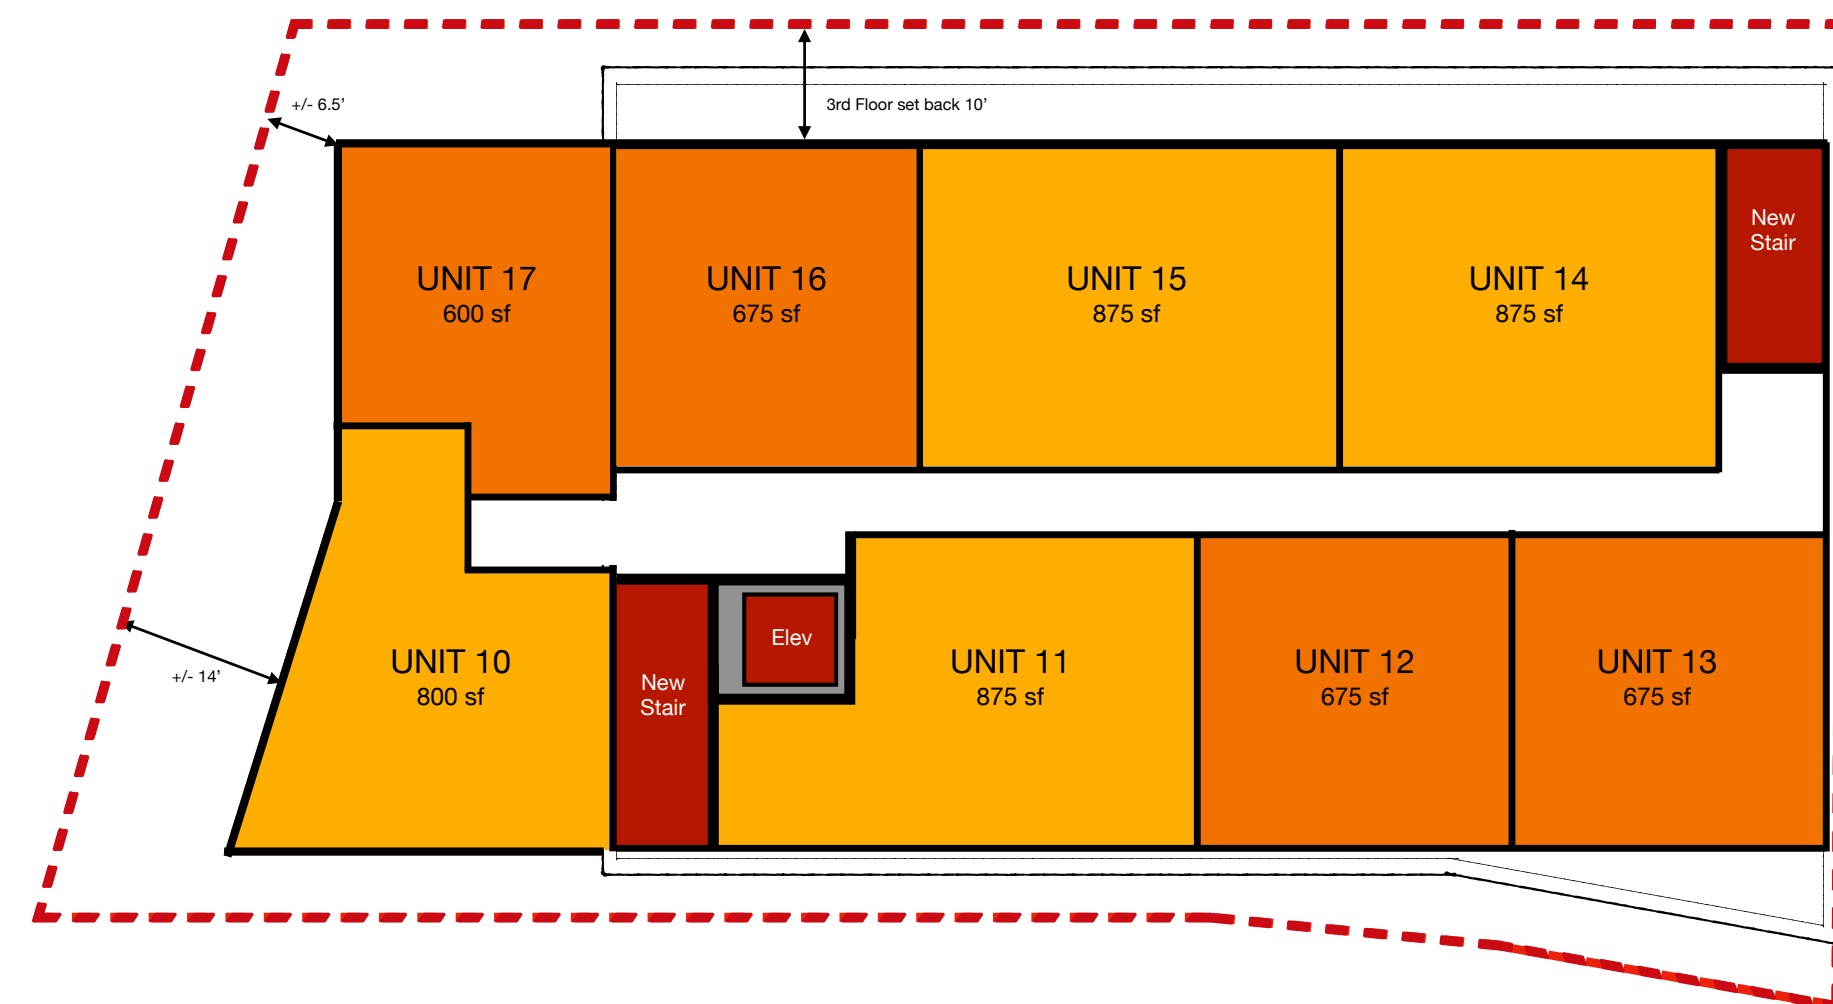 +/- 6.5’
3rd Floor set back 10’
New
Stair
UNIT 17
600 sf
UNIT 16
675 sf
UNIT 15
875 sf
UNIT 14
875 sf
Elev
UNIT 10
800 sf
+/- 14’
New
Stair
UNIT 11
875 sf
UNIT 12
675 sf
UNIT 13
675 sf